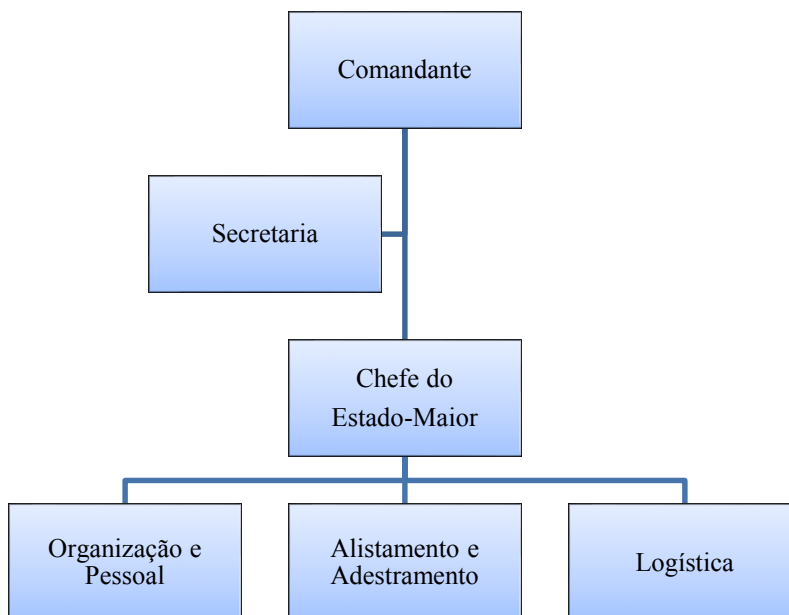 Comandante
Secretaria
Chefe do
Estado-Maior
Organização e
Pessoal
Alistamento e
Adestramento
Logística